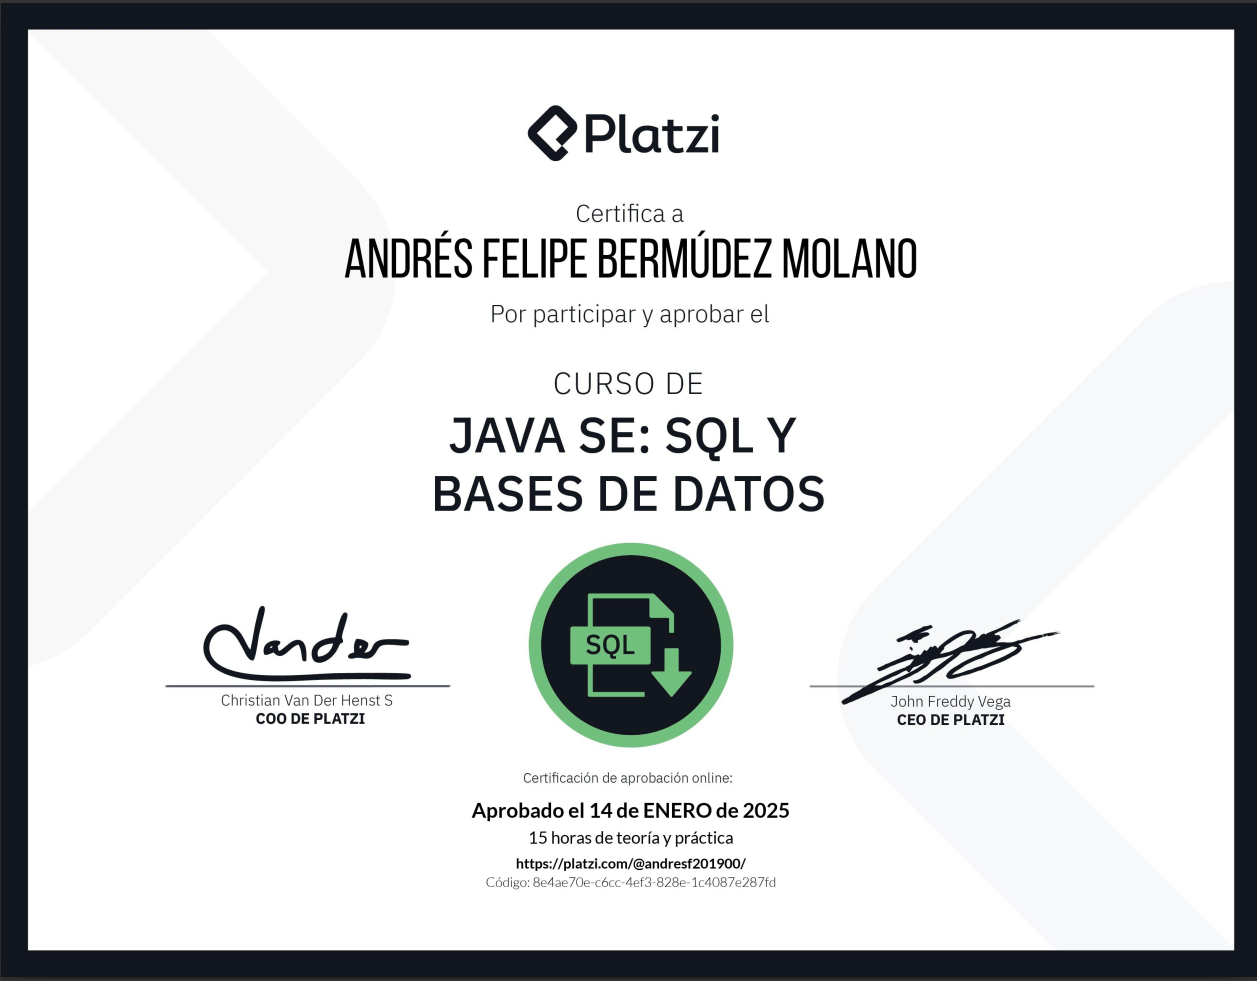 Platzi
Certifica a
ANDRÉS FELIPE BERMÚDEZ MOLANO
Por participar y aprobar el
CURSO DE
JAVA SE: SQL Y
BASES DE DATOS
SQL
Vander
Christian Van Der Henst S
COO DE PLATZI
John Freddy Vega
CEO DE PLATZI
Certificación de aprobación online:
Aprobado el 14 de ENERO de 2025
15 horas de teoría y práctica
https://platzi.com/@andresf201900/
Código: 8e4ae70e-c6cc-4ef3-828e-1c4087e287fd